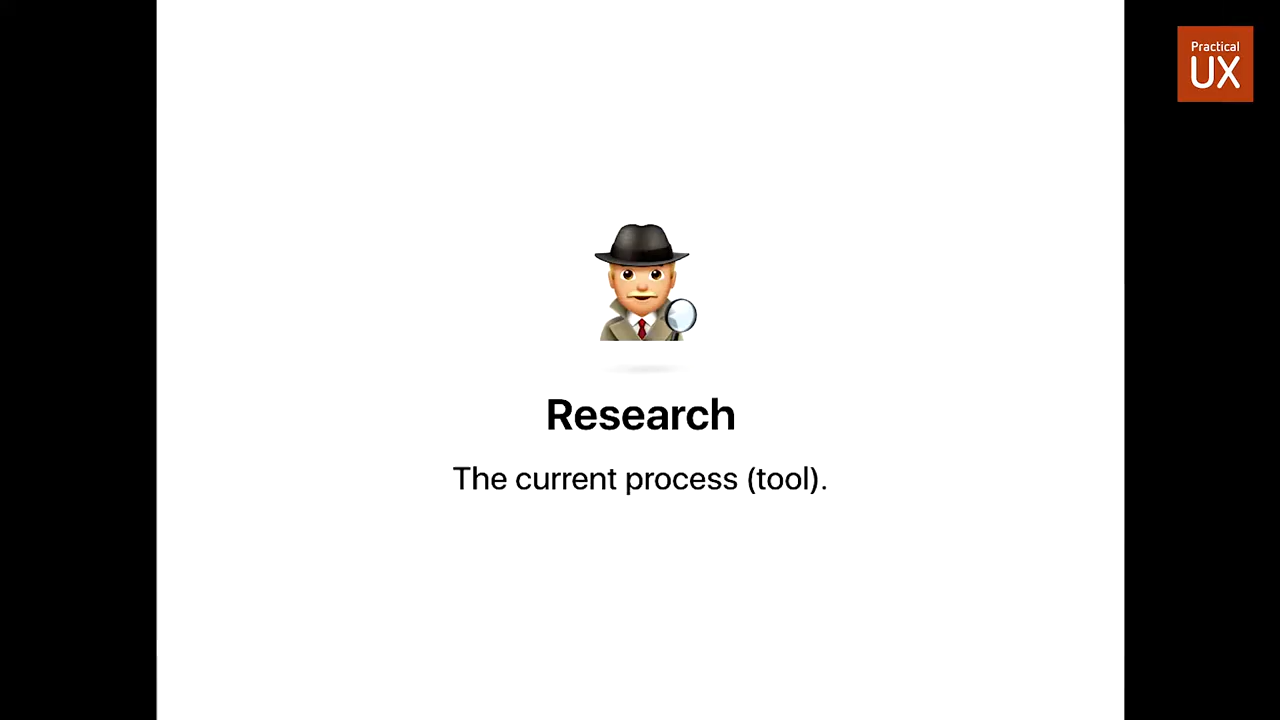 Practical
UX
Research
The current process (tool).